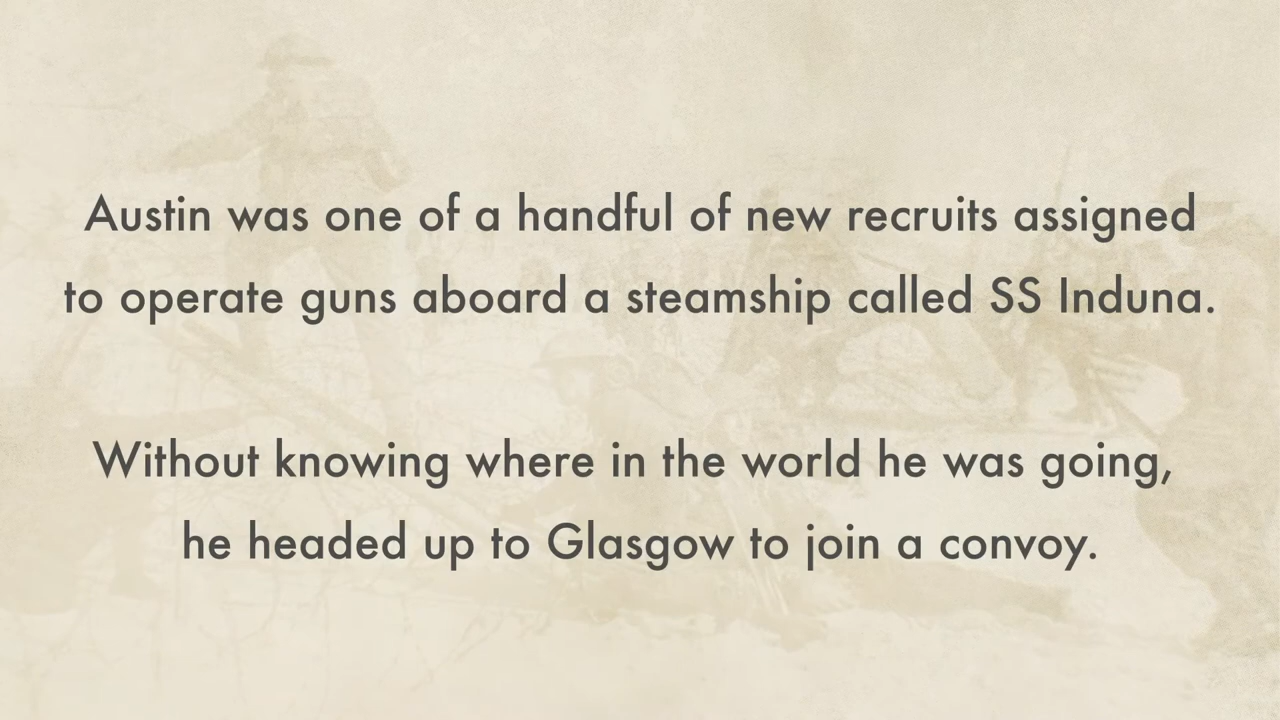 Austin was one of a handful of new recruits assigned
to operate guns aboard a steamship called SS Induna.
Without knowing where in the world he was going,
he headed up to Glasgow to join a convoy.